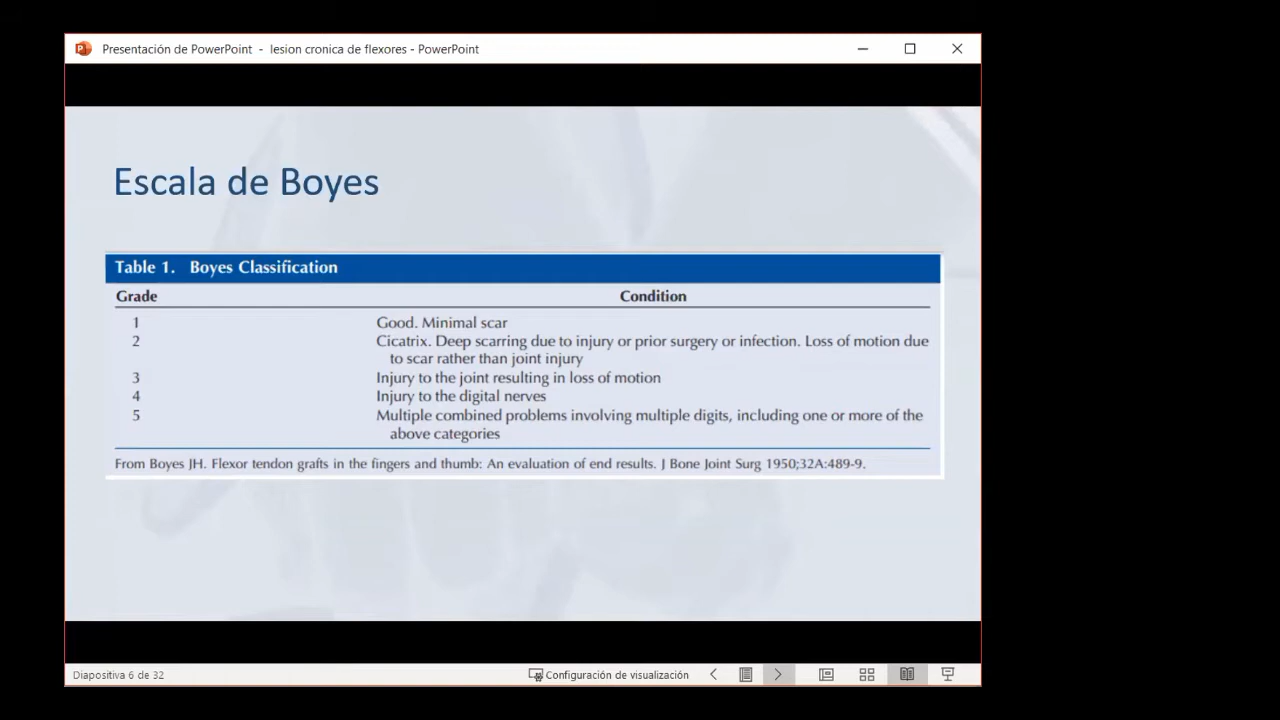 Presentación de PowerPoint - lesion cronica de flexores - PowerPoint
Escala de Boyes
Table 1. Boyes Classification
Grade Condition
1 Good. Minimal scar
2 Cicatrix. Deep scarring due to injury or prior surgery or infection. Loss of motion due
to scar rather than joint injury
3 Injury to the joint resulting in loss of motion
4 Injury to the digital nerves
5 Multiple combined problems involving multiple digits, including one or more of the
above categories
From Boyes JH. Flexor tendon grafts in the fingers and thumb: An evaluation of end results. J Bone Joint Surg 1950;32A:489-9.
Diapositiva 6 de 32 Configuración de visualización